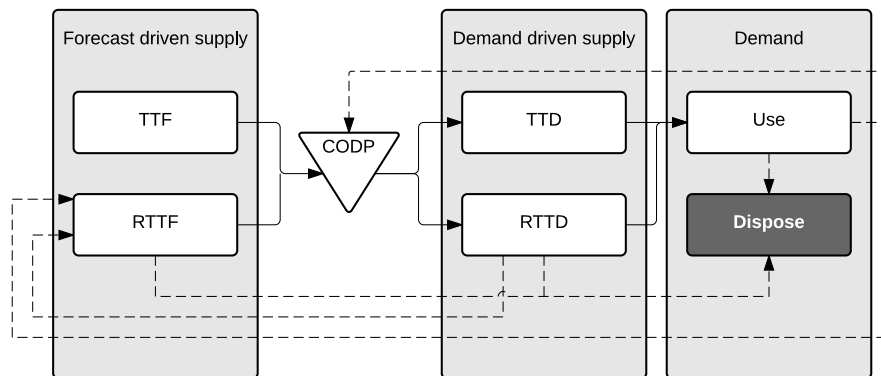 Forecast driven supply
Demand driven supply
Demand
TTF
CODP
TTD
Use
RTTF
RTTD
Dispose